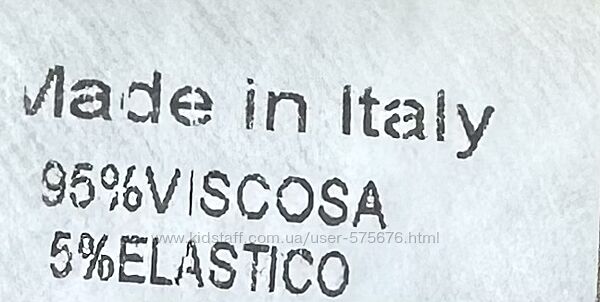 Made in Italy
95%VISCOSA
www.kidstaff.com.ua/user-575676.html
5%ELASTICO